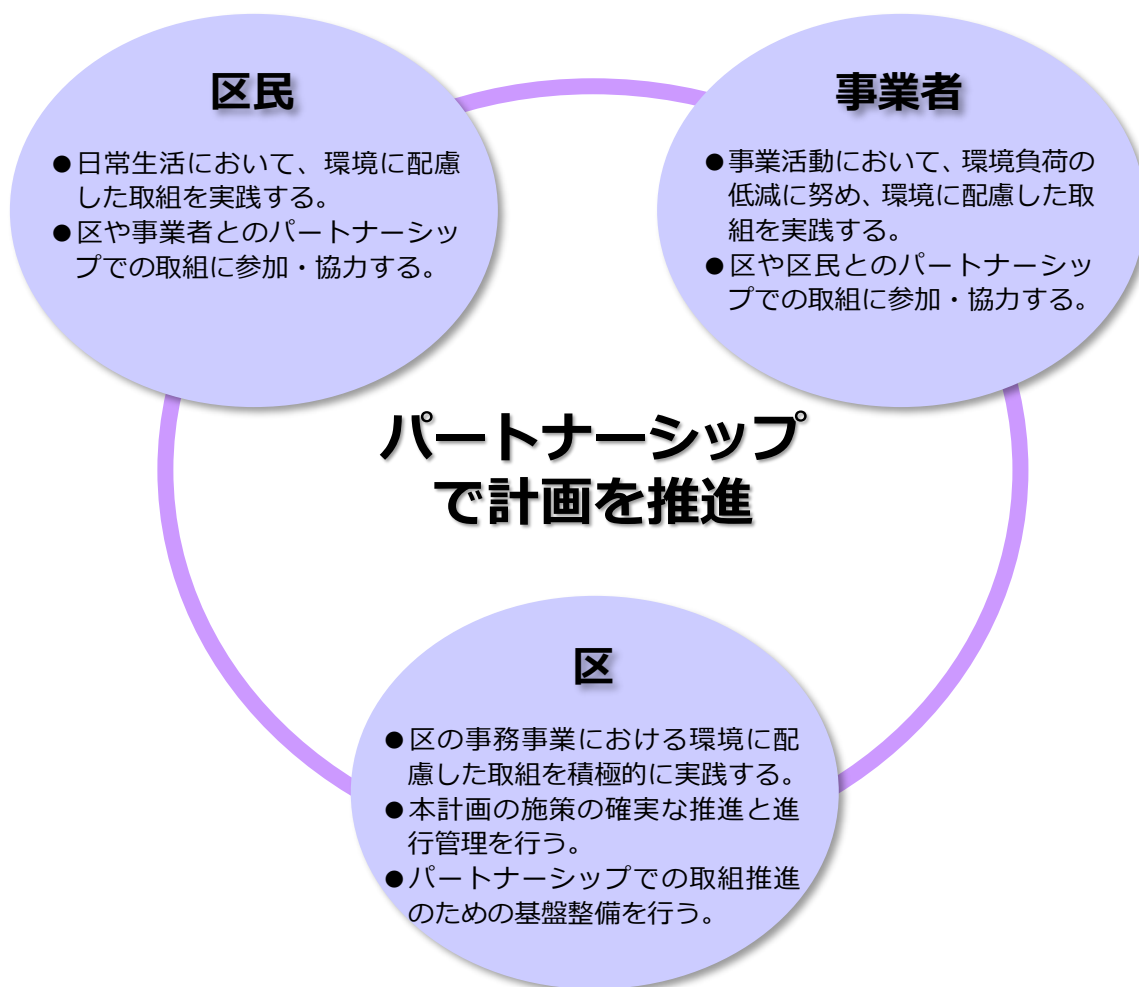 区民
●日常生活において、環境に配慮
した取組を実践する。
●区や事業者とのパートナーシッ
プでの取組に参加・協力する。
事業者
●事業活動において、環境負荷の
低減に努め、環境に配慮した取
組を実践する。
●区や区民とのパートナーシッ
プでの取組に参加・協力する。
パートナーシップ
で計画を推進
区
●区の事務事業における環境に配
慮した取組を積極的に実践する。
●本計画の施策の確実な推進と進
行管理を行う。
●パートナーシップでの取組推進
のための基盤整備を行う。